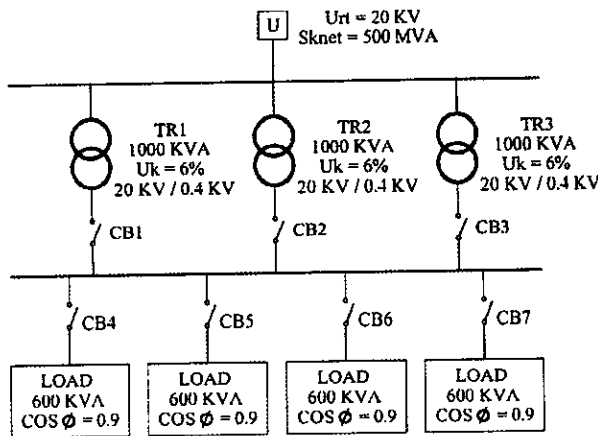 U
Urt = 20 KV
Sknet = 500 MVA
TR1
1000 KVA
Uk = 6%
20 KV / 0.4 KV
TR2
1000 KVA
Uk = 6%
20 KV / 0.4 KV
TR3
1000 KVA
Uk = 6%
20 KV / 0.4 KV
CB1
CB2
CB3
CB4
CB5
CB6
CB7
LOAD
600 KVA
COS Ø = 0.9
LOAD
600 KVA
COS Ø = 0.9
LOAD
600 KVA
COS Ø = 0.9
LOAD
600 KVA
COS Ø = 0.9